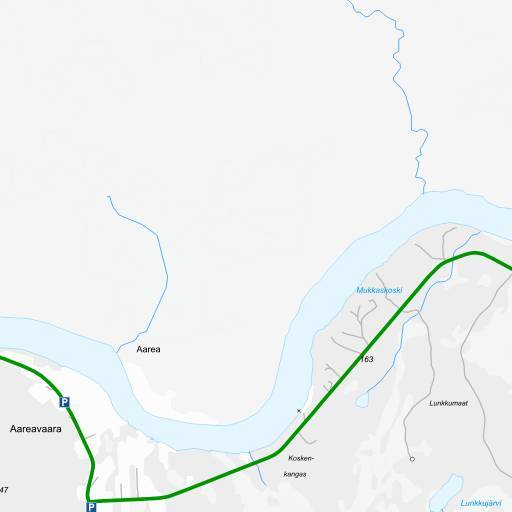 Mukkaskoski
Aarea
163
P
Lunkkumaat
Aareavaara
Kosken-
kangas
47
Lunkkujärvi
P